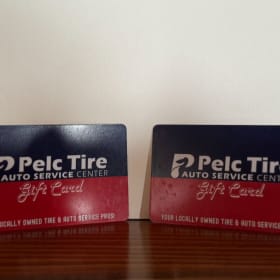 Pelc Tire
AUTO SERVICE CENTER
Gift Card
LOCALLY OWNED TIRE & AUTO SERVICE PROS!
Pelc Tire
AUTO SERVICE CENTER
Gift Card
YOUR LOCALLY OWNED TIRE & AUTO SERVICE